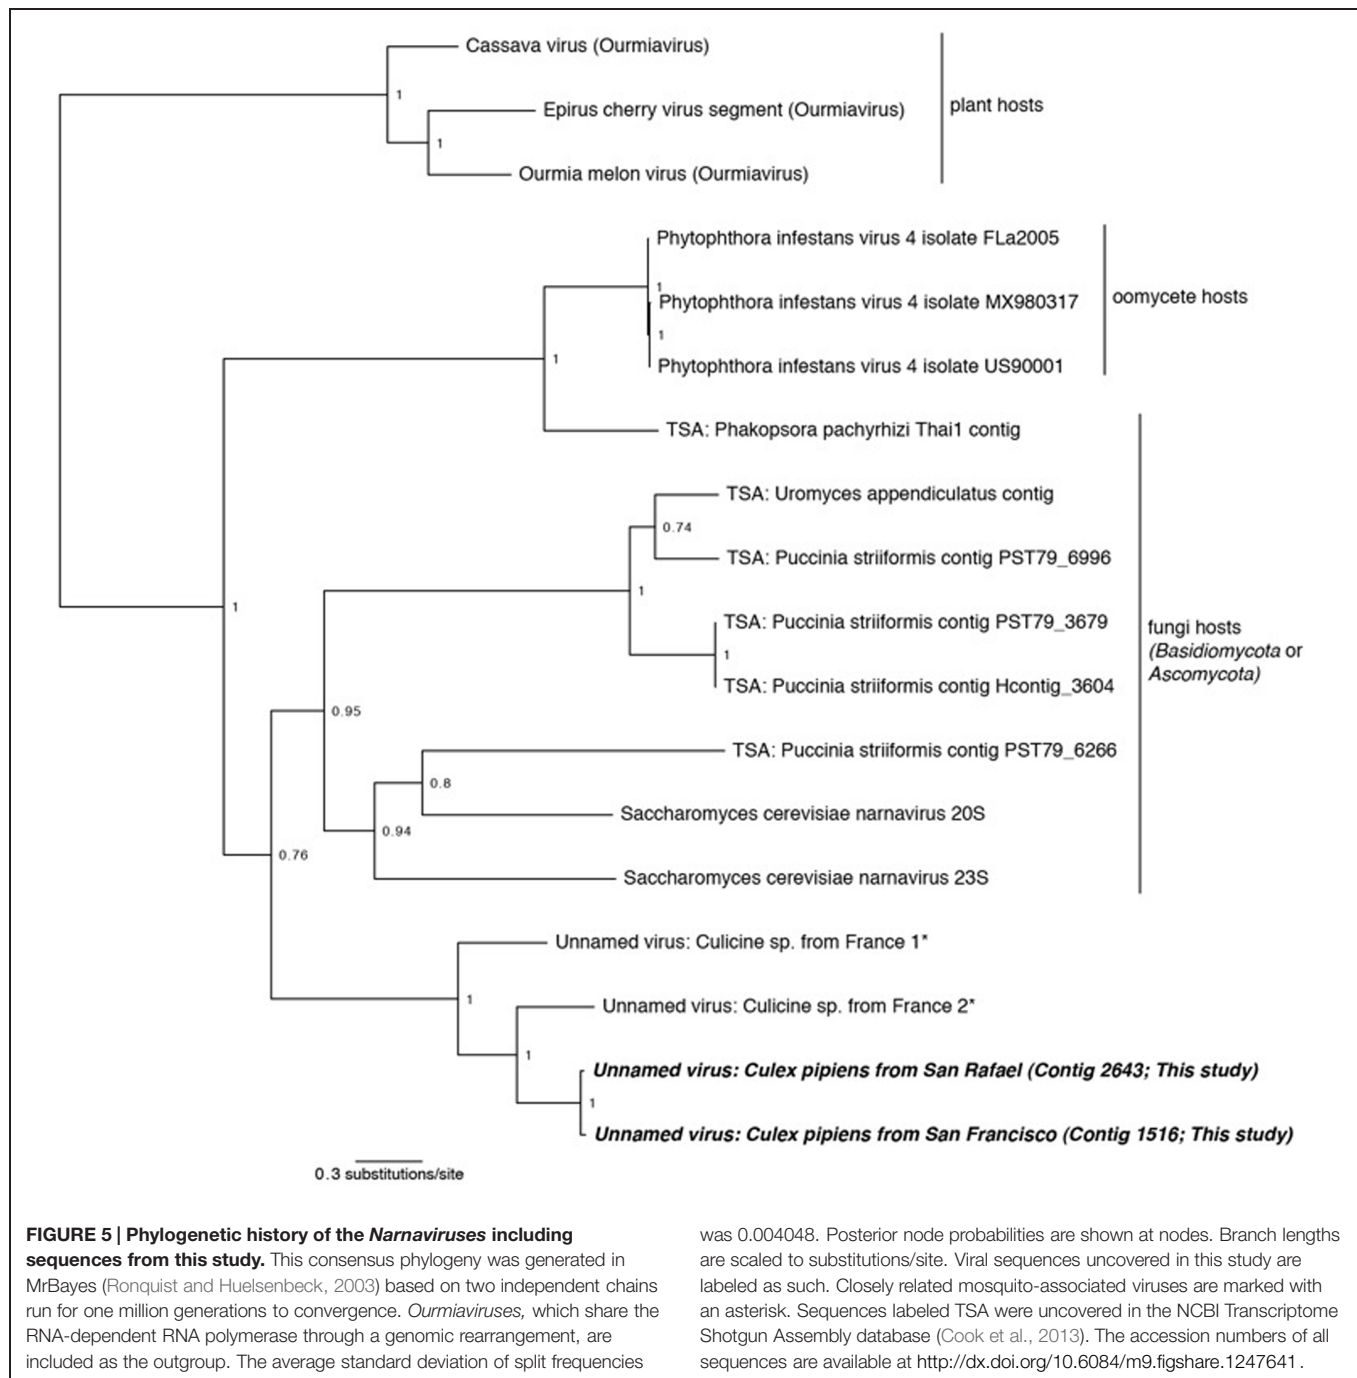 Cassava virus (Ourmiavirus)
1
Epirus cherry virus segment (Ourmiavirus)
plant hosts
1
Ourmia melon virus (Ourmiavirus)
Phytophthora infestans virus 4 isolate FLa2005
1
Phytophthora infestans virus 4 isolate MX980317
oomycete hosts
1
Phytophthora infestans virus 4 isolate US90001
1
TSA: Phakopsora pachyrhizi Thai1 contig
TSA: Uromyces appendiculatus contig
0.74
TSA: Puccinia striiformis contig PST79_6996
1
TSA: Puccinia striiformis contig PST79_3679
1
TSA: Puccinia striiformis contig Hcontig_3604
fungi hosts
(Basidiomycota or
Ascomycota)
1
0.95
TSA: Puccinia striiformis contig PST79_6266
0.8
Saccharomyces cerevisiae narnavirus 20S
0.94
0.76
Saccharomyces cerevisiae narnavirus 23S
Unnamed virus: Culicine sp. from France 1*
1
Unnamed virus: Culicine sp. from France 2*
1
Unnamed virus: Culex pipiens from San Rafael (Contig 2643; This study)
1
Unnamed virus: Culex pipiens from San Francisco (Contig 1516; This study)
0.3 substitutions/site
FIGURE 5 | Phylogenetic history of the Narnaviruses including
sequences from this study. This consensus phylogeny was generated in
MrBayes (Ronquist and Huelsenbeck, 2003) based on two independent chains
run for one million generations to convergence. Ourmiaviruses, which share the
RNA-dependent RNA polymerase through a genomic rearrangement, are
included as the outgroup. The average standard deviation of split frequencies
was 0.004048. Posterior node probabilities are shown at nodes. Branch lengths
are scaled to substitutions/site. Viral sequences uncovered in this study are
labeled as such. Closely related mosquito-associated viruses are marked with
an asterisk. Sequences labeled TSA were uncovered in the NCBI Transcriptome
Shotgun Assembly database (Cook et al., 2013). The accession numbers of all
sequences are available at http://dx.doi.org/10.6084/m9.figshare.1247641.